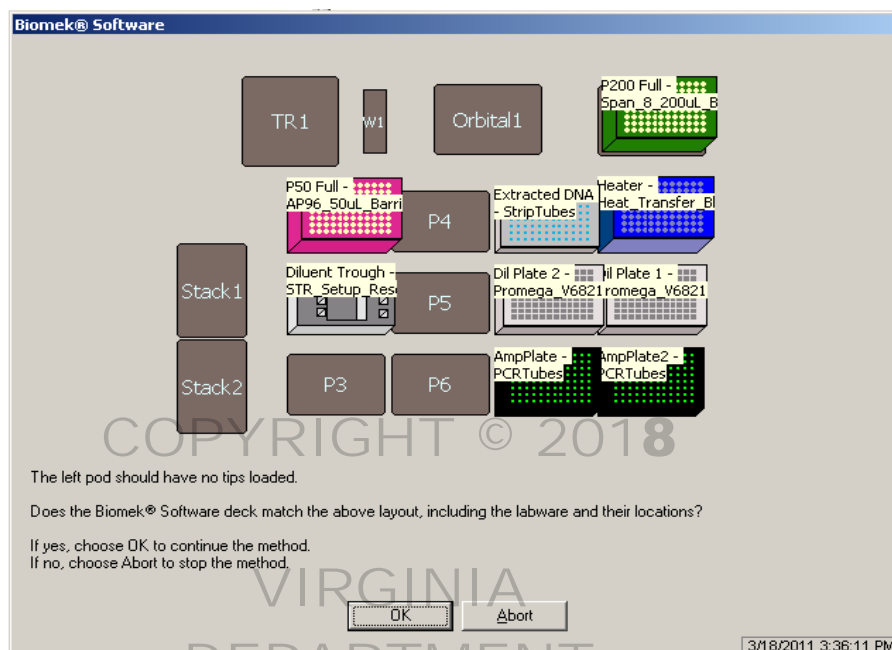 Biomek® Software
TR1
W1
Orbital1
P200 Full -
Span_8_200uL_B
P50 Full -
AP96_50uL_Barri
P4
Extracted DNA
- StripTubes
Heater -
Heat_Transfer_Bl
Stack1
Diluent Trough -
STR_Setup_Res
P5
Dil Plate 2 -
Promega_V6821
il Plate 1 -
romega_V6821
Stack2
P3
P6
AmpPlate -
PCRTubes
AmpPlate2 -
PCRTubes
COPYRIGHT © 2018
The left pod should have no tips loaded.
Does the Biomek® Software deck match the above layout, including the labware and their locations?
If yes, choose OK to continue the method.
If no, choose Abort to stop the method.
VIRGINIA
OK
Abort
DEPARTMENT
3/18/2011 3:36:11 PM